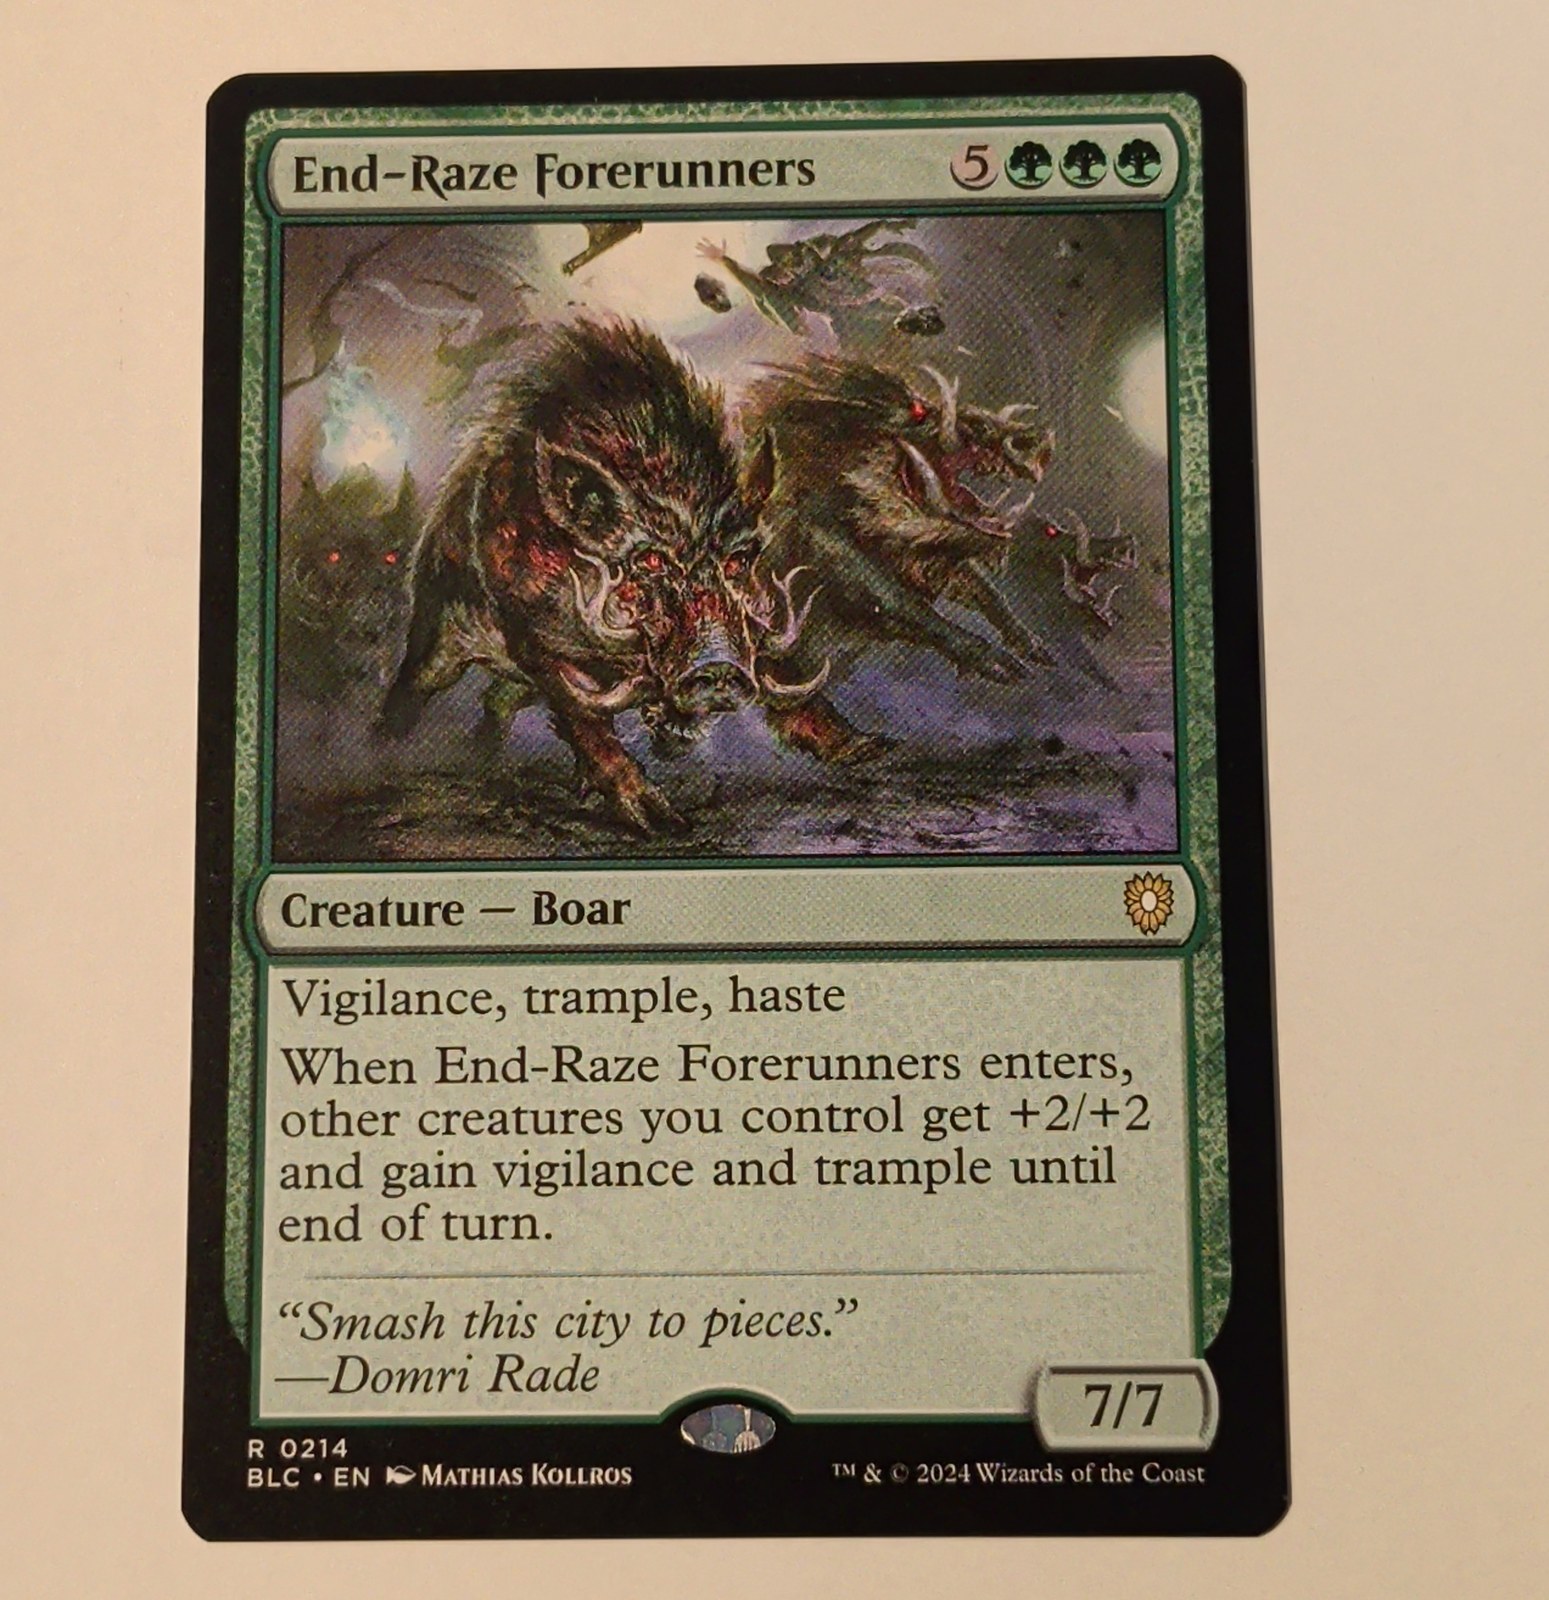 End-Raze Forerunners 5
Creature — Boar
Vigilance, trample, haste
When End-Raze Forerunners enters,
other creatures you control get +2/+2
and gain vigilance and trample until
end of turn.
“Smash this city to pieces.”
—Domri Rade
7/7
R 0214
BLC • EN Mathias Kollros
™ & © 2024 Wizards of the Coast